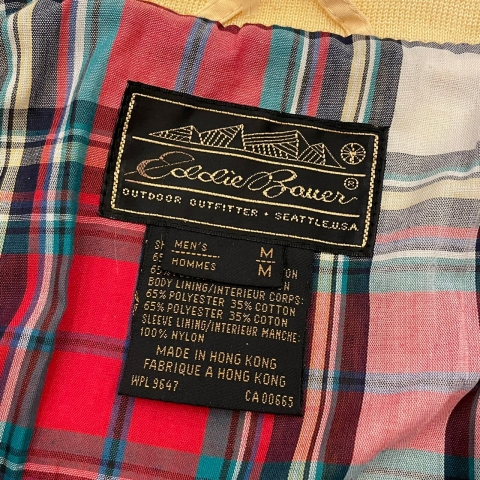 Eddie Bauer®
OUTDOOR OUTFITTER • SEATTLE,U.S.A.
MEN'S M
HOMMES M
BODY LINING/INTERIEUR CORPS:
65% POLYESTER 35% COTTON
65% POLYESTER 35% COTON
SLEEVE LINING/INTERIEUR MANCHE:
100% NYLON
MADE IN HONG KONG
FABRIQUE A HONG KONG
WPL 9647 CA 00665